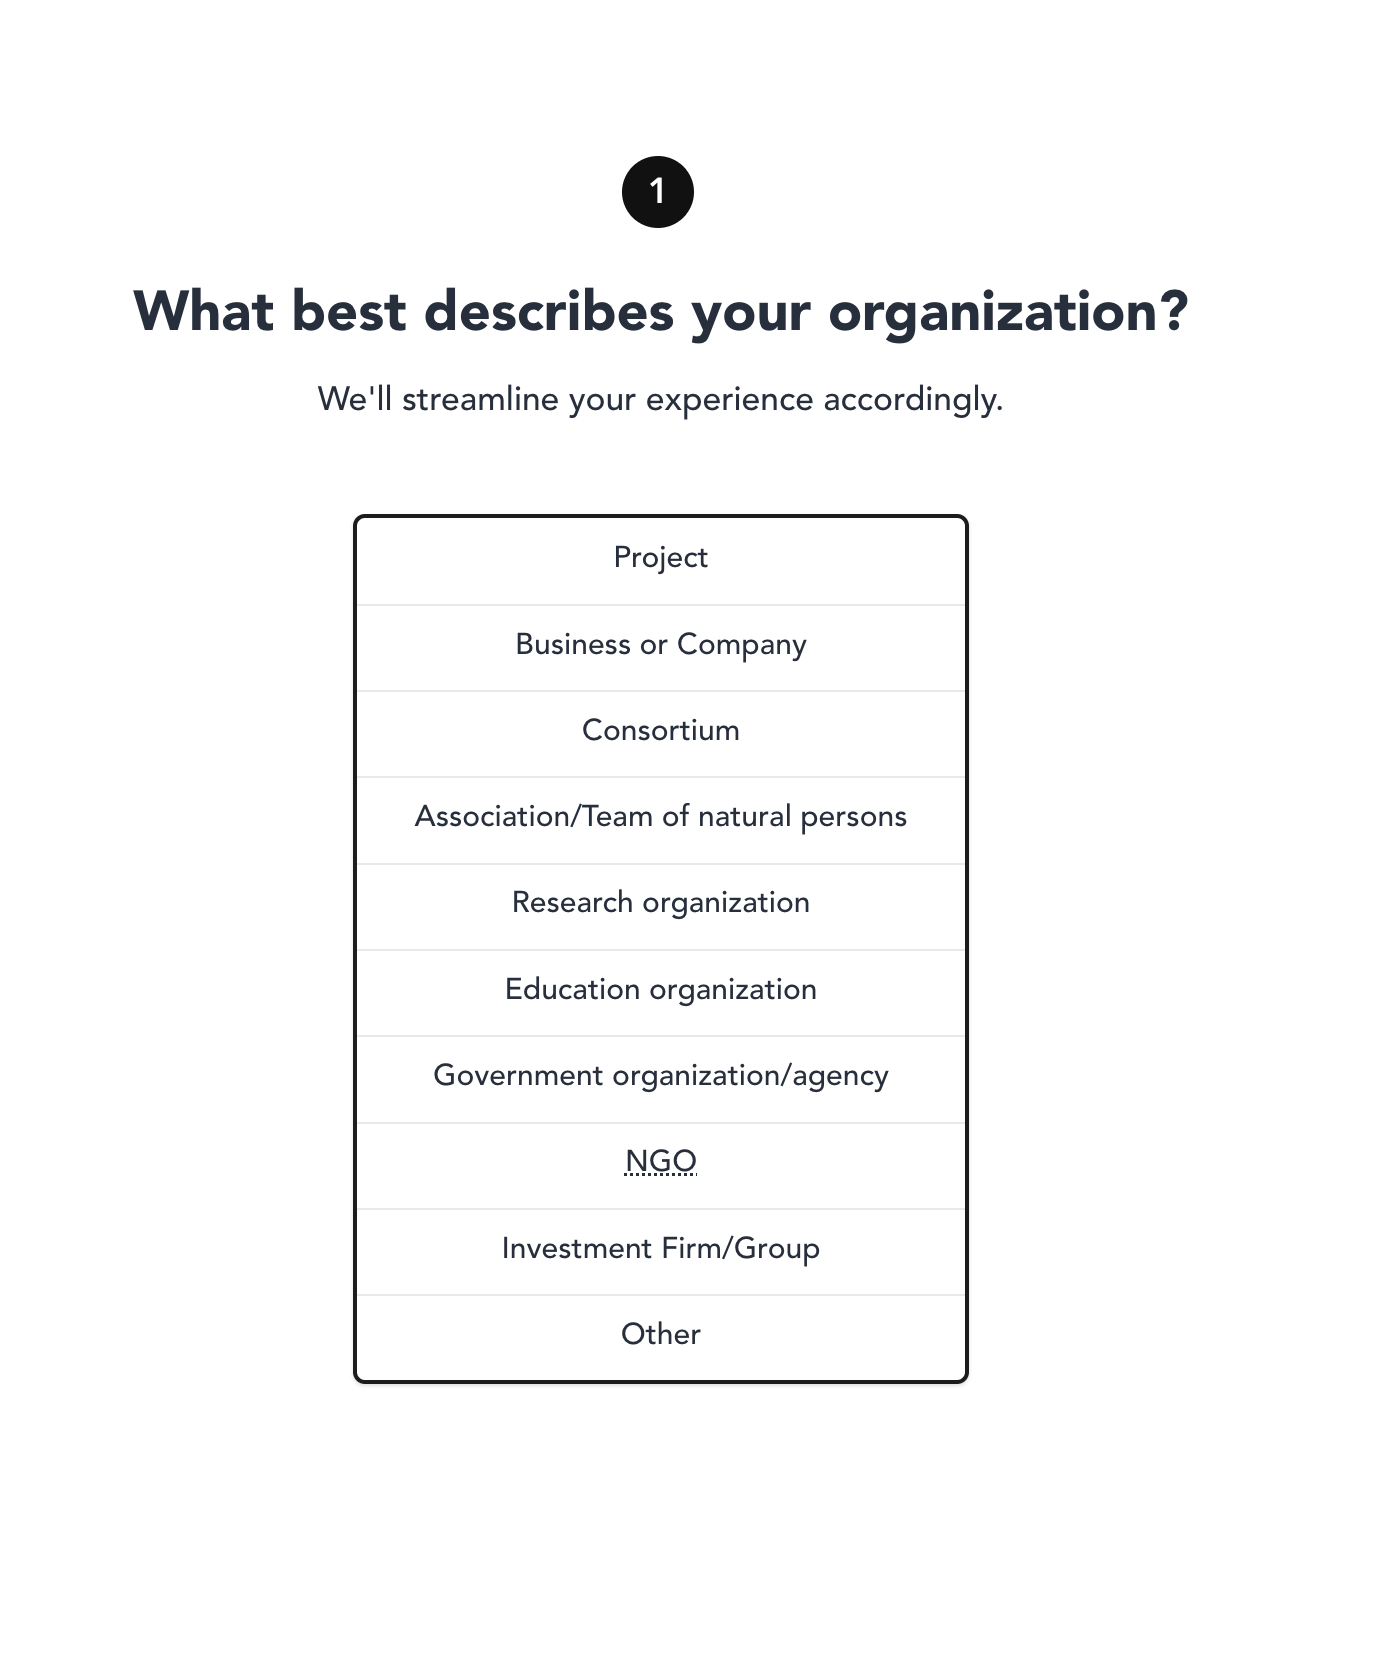 1
What best describes your organization?
We'll streamline your experience accordingly.
Project
Business or Company
Consortium
Association/Team of natural persons
Research organization
Education organization
Government organization/agency
NGO
Investment Firm/Group
Other